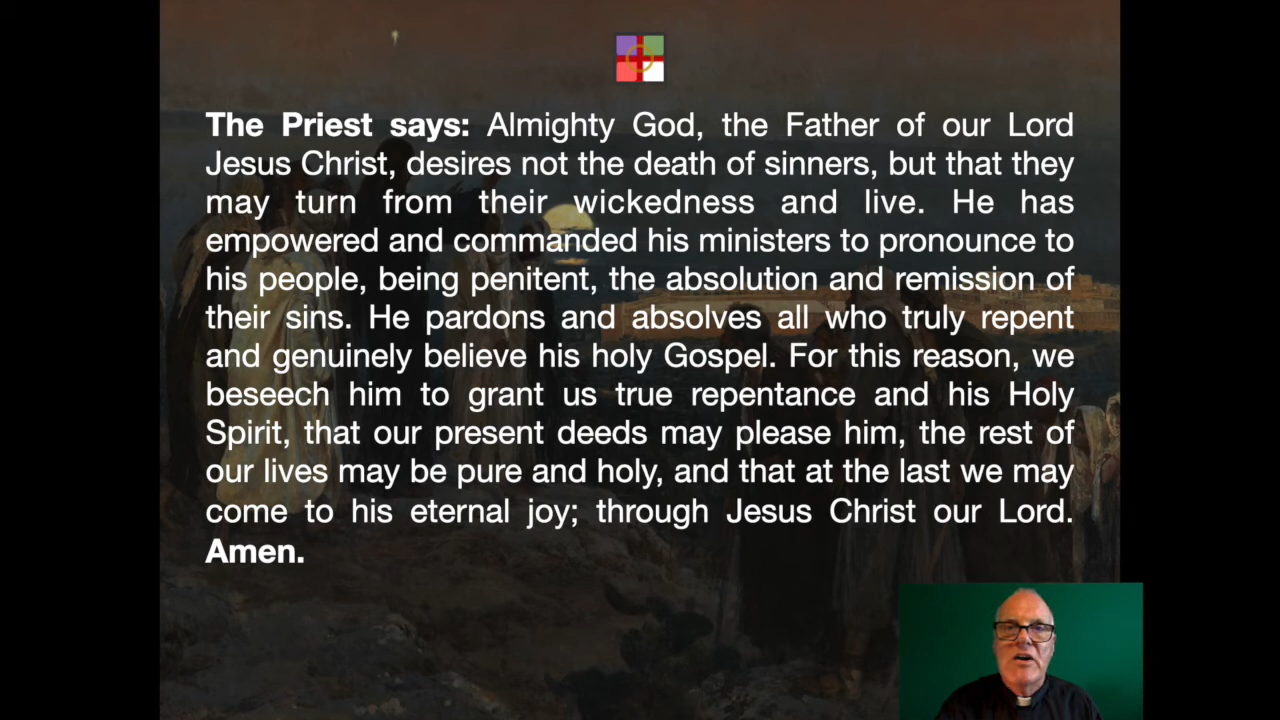 The Priest says: Almighty God, the Father of our Lord
Jesus Christ, desires not the death of sinners, but that they
may turn from their wickedness and live. He has
empowered and commanded his ministers to pronounce to
his people, being penitent, the absolution and remission of
their sins. He pardons and absolves all who truly repent
and genuinely believe his holy Gospel. For this reason, we
beseech him to grant us true repentance and his Holy
Spirit, that our present deeds may please him, the rest of
our lives may be pure and holy, and that at the last we may
come to his eternal joy; through Jesus Christ our Lord.
Amen.